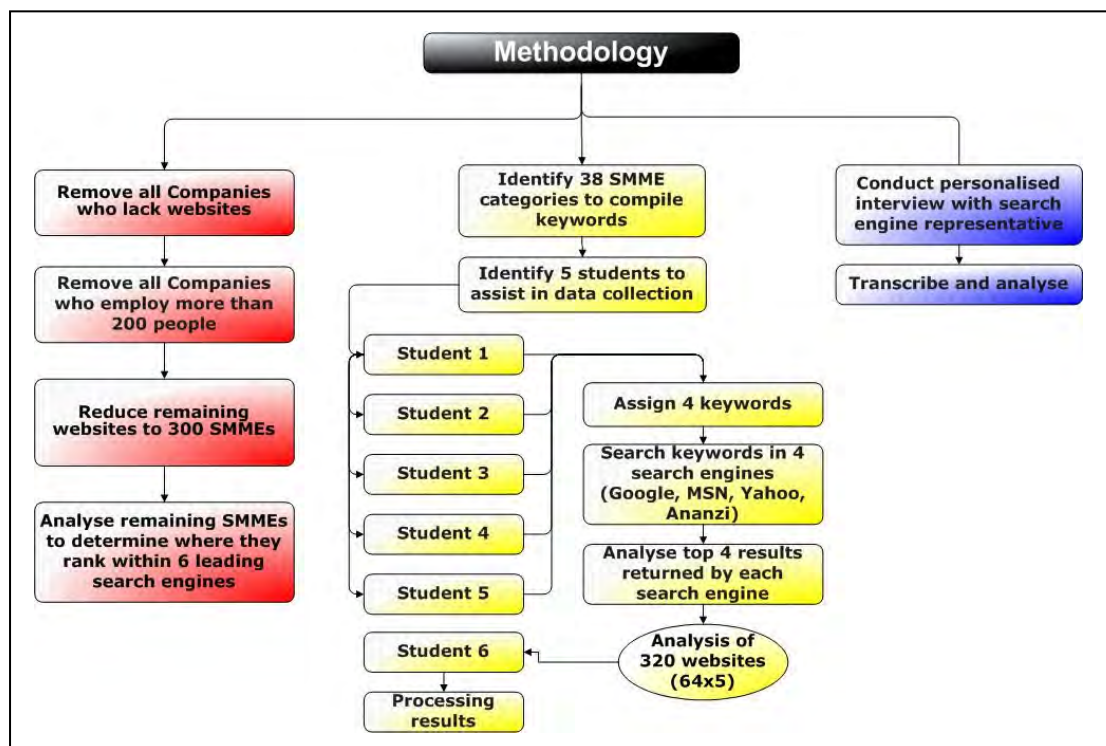 Methodology
Remove all Companies
who lack websites
Remove all Companies
who employ more than
200 people
Reduce remaining
websites to 300 SMMEs
Analyse remaining SMMEs
to determine where they
rank within 6 leading
search engines
Identify 38 SMME
categories to compile
keywords
Identify 5 students to
assist in data collection
Student 1
Student 2
Student 3
Student 4
Student 5
Assign 4 keywords
Search keywords in 4
search engines
(Google, MSN, Yahoo,
Ananzi)
Analyse top 4 results
returned by each
search engine
Analysis of
320 websites
(64x5)
Student 6
Processing
results
Conduct personalised
interview with search
engine representative
Transcribe and analyse